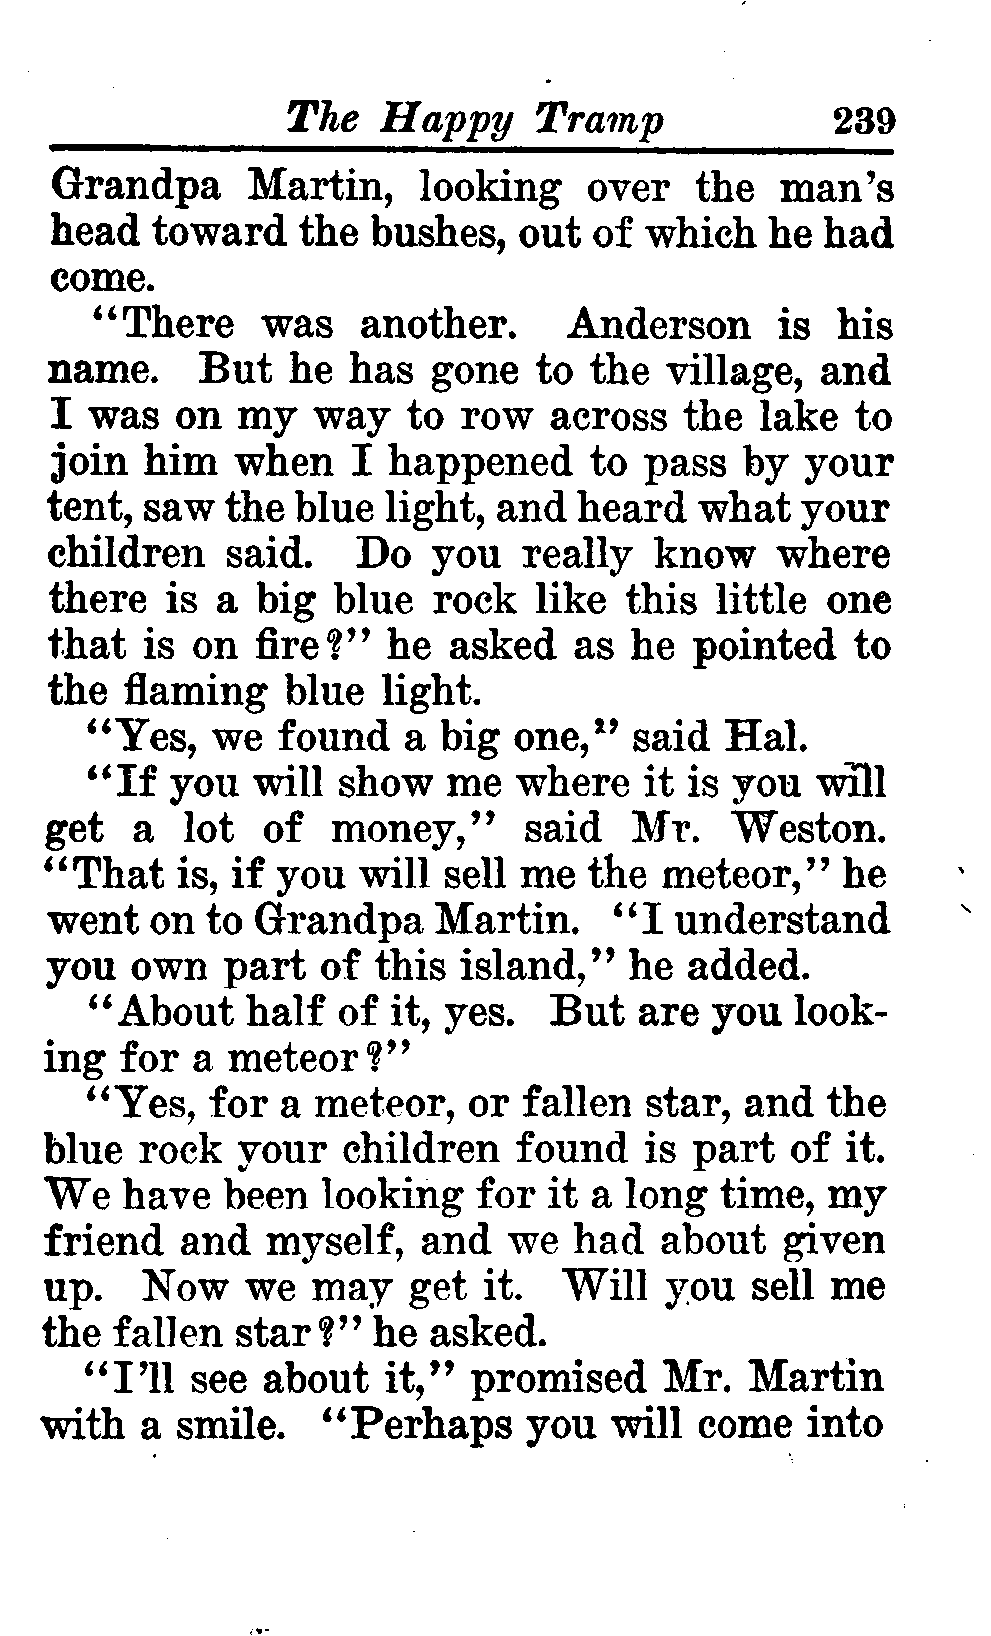 The Happy Tramp 239
Grandpa Martin, looking over the man's
head toward the bushes, out of which he had
come.
"There was another. Anderson is his
name. But he has gone to the village, and
I was on my way to row across the lake to
join him when I happened to pass by your
tent, saw the blue light, and heard what your
children said. Do you really know where
there is a big blue rock like this little one
that is on fire?" he asked as he pointed to
the flaming blue light.
"Yes, we found a big one," said Hal.
"If you will show me where it is you will
get a lot of money," said Mr. Weston.
"That is, if you will sell me the meteor," he
went on to Grandpa Martin. "I understand
you own part of this island," he added.
"About half of it, yes. But are you look-
ing for a meteor?"
"Yes, for a meteor, or fallen star, and the
blue rock your children found is part of it.
We have been looking for it a long time, my
friend and myself, and we had about given
up. Now we may get it. Will you sell me
the fallen star?" he asked.
"I'll see about it," promised Mr. Martin
with a smile. "Perhaps you will come into